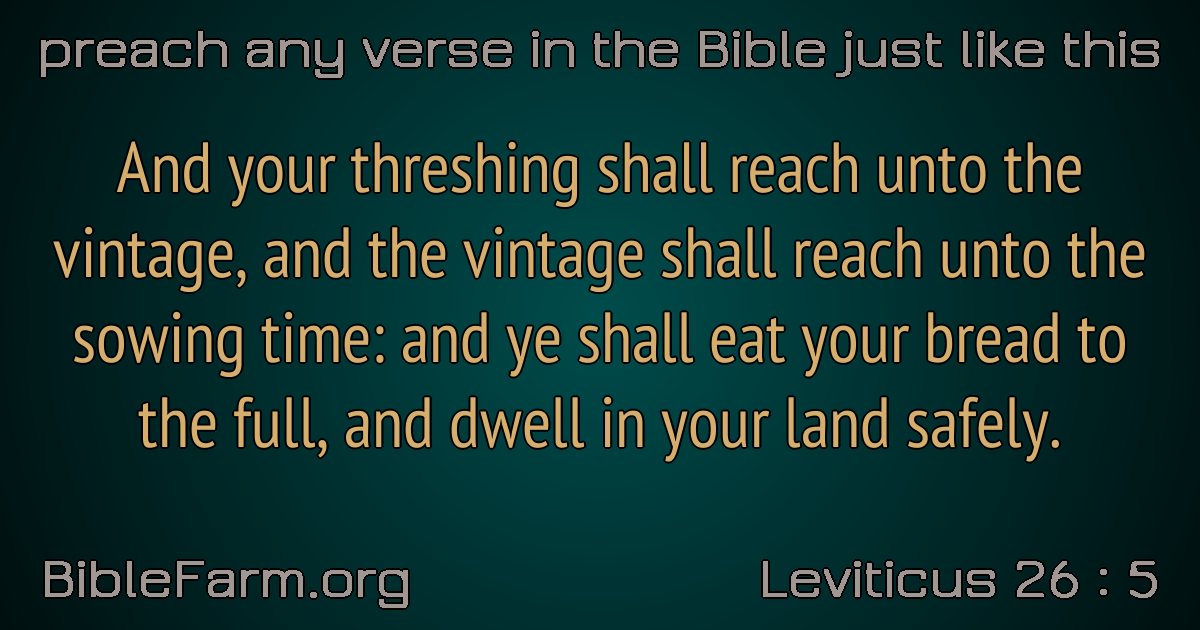 preach any verse in the Bible just like this
And your threshing shall reach unto the
vintage, and the vintage shall reach unto the
sowing time: and ye shall eat your bread to
the full, and dwell in your land safely.
BibleFarm.org
Leviticus 26 : 5